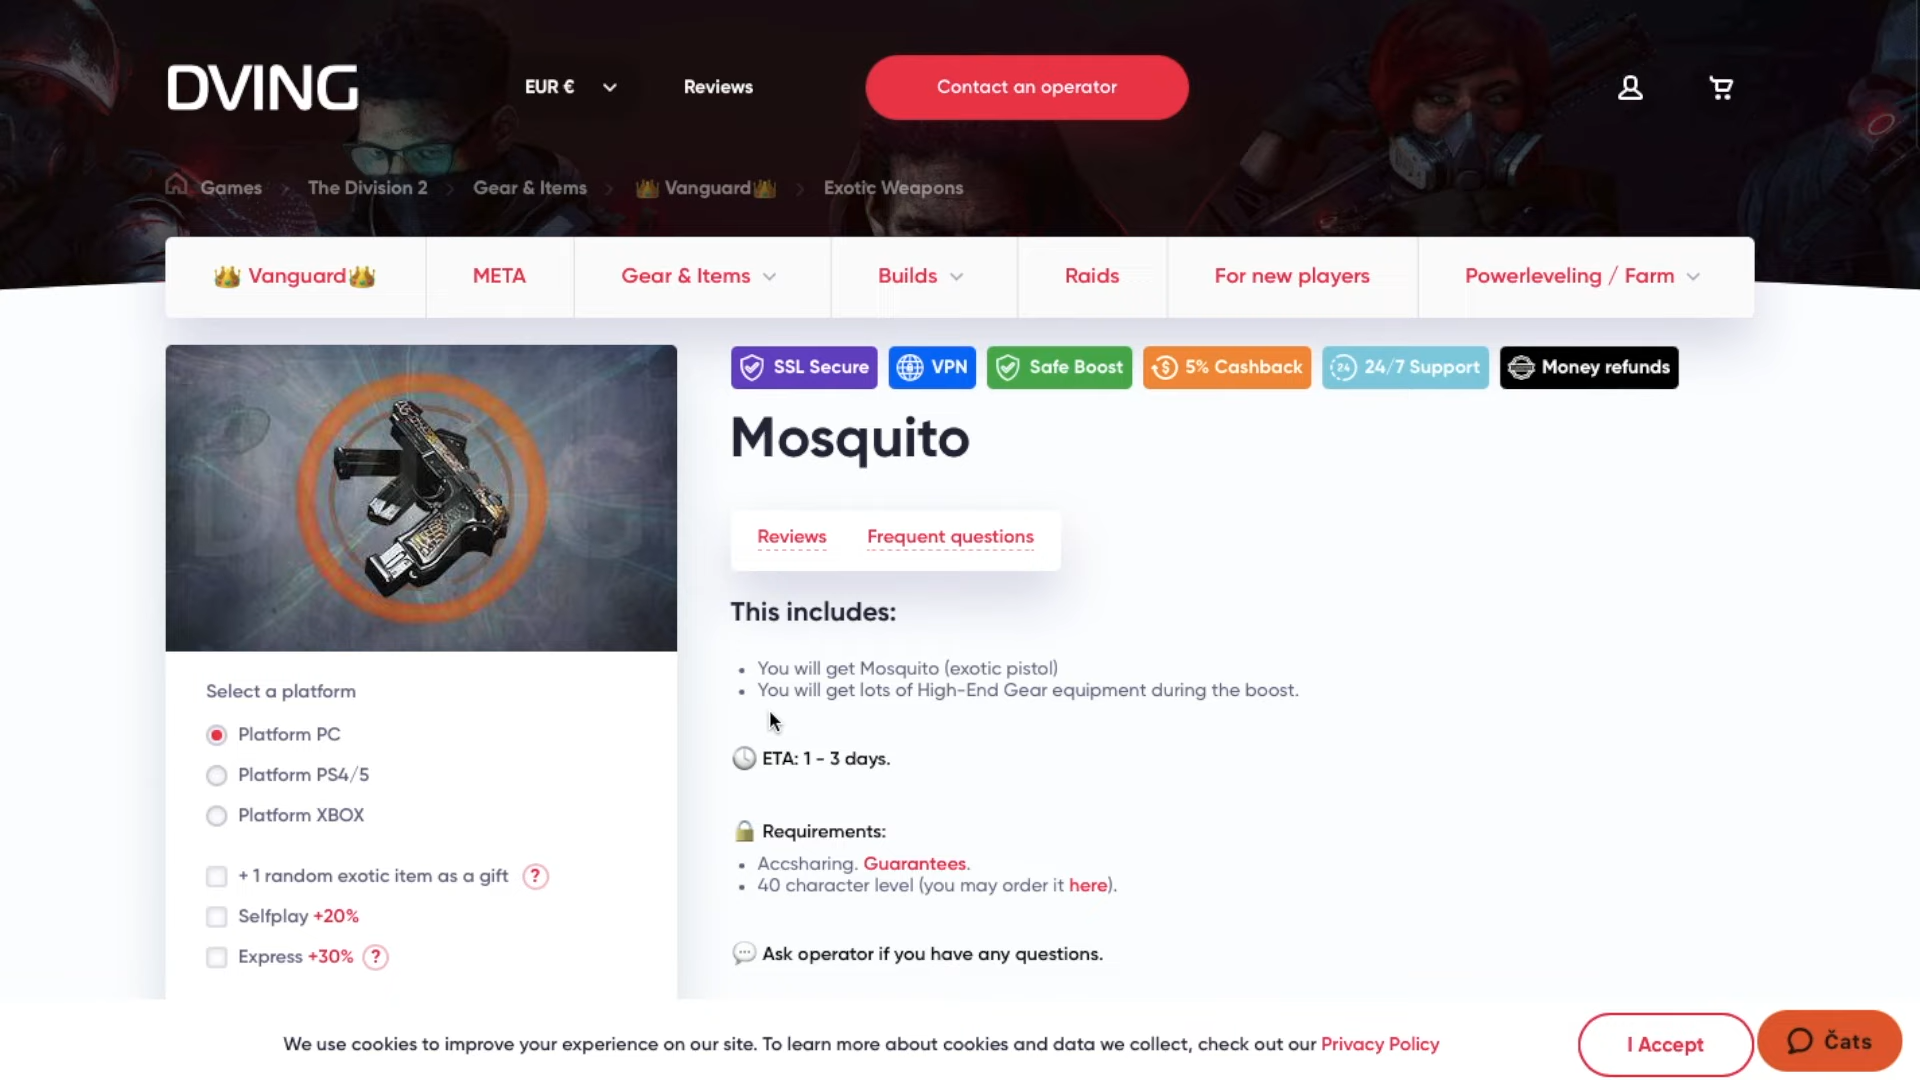 DVING
EUR €
Reviews
Contact an operator
Games
The Division 2
Gear & Items
Vanguard
Exotic Weapons
Vanguard
META
Gear & Items
Builds
Raids
For new players
Powerleveling / Farm
SSL Secure
VPN
Safe Boost
5% Cashback
24/7 Support
Money refunds
Mosquito
Reviews
Frequent questions
This includes:
• You will get Mosquito (exotic pistol)
• You will get lots of High-End Gear equipment during the boost.
ETA: 1 - 3 days.
Requirements:
• Accsharing. Guarantees.
• 40 character level (you may order it here).
Ask operator if you have any questions.
Select a platform
Platform PC
Platform PS4/5
Platform XBOX
+ 1 random exotic item as a gift ?
Selfplay +20%
Express +30% ?
We use cookies to improve your experience on our site. To learn more about cookies and data we collect, check out our Privacy Policy
I Accept
Čats